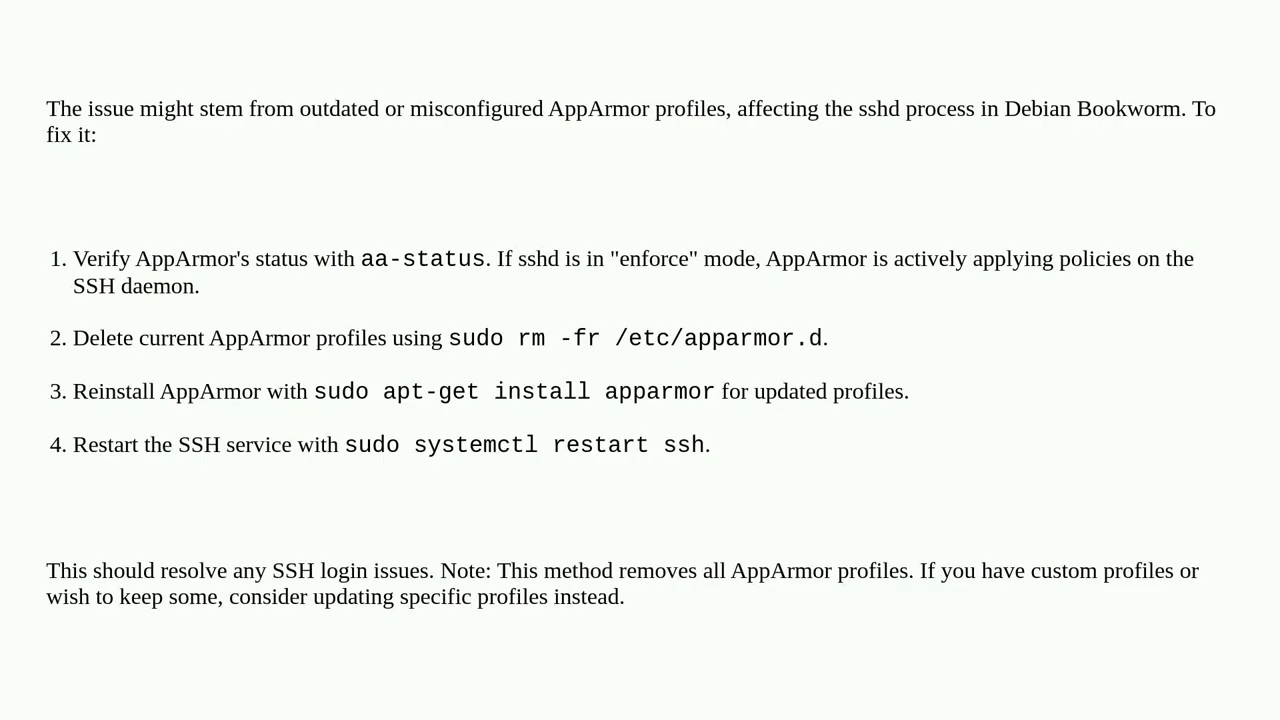 The issue might stem from outdated or misconfigured AppArmor profiles, affecting the sshd process in Debian Bookworm. To
fix it:
1. Verify AppArmor's status with aa-status. If sshd is in "enforce" mode, AppArmor is actively applying policies on the
SSH daemon.
2. Delete current AppArmor profiles using sudo rm -fr /etc/apparmor.d.
3. Reinstall AppArmor with sudo apt-get install apparmor for updated profiles.
4. Restart the SSH service with sudo systemctl restart ssh.
This should resolve any SSH login issues. Note: This method removes all AppArmor profiles. If you have custom profiles or
wish to keep some, consider updating specific profiles instead.